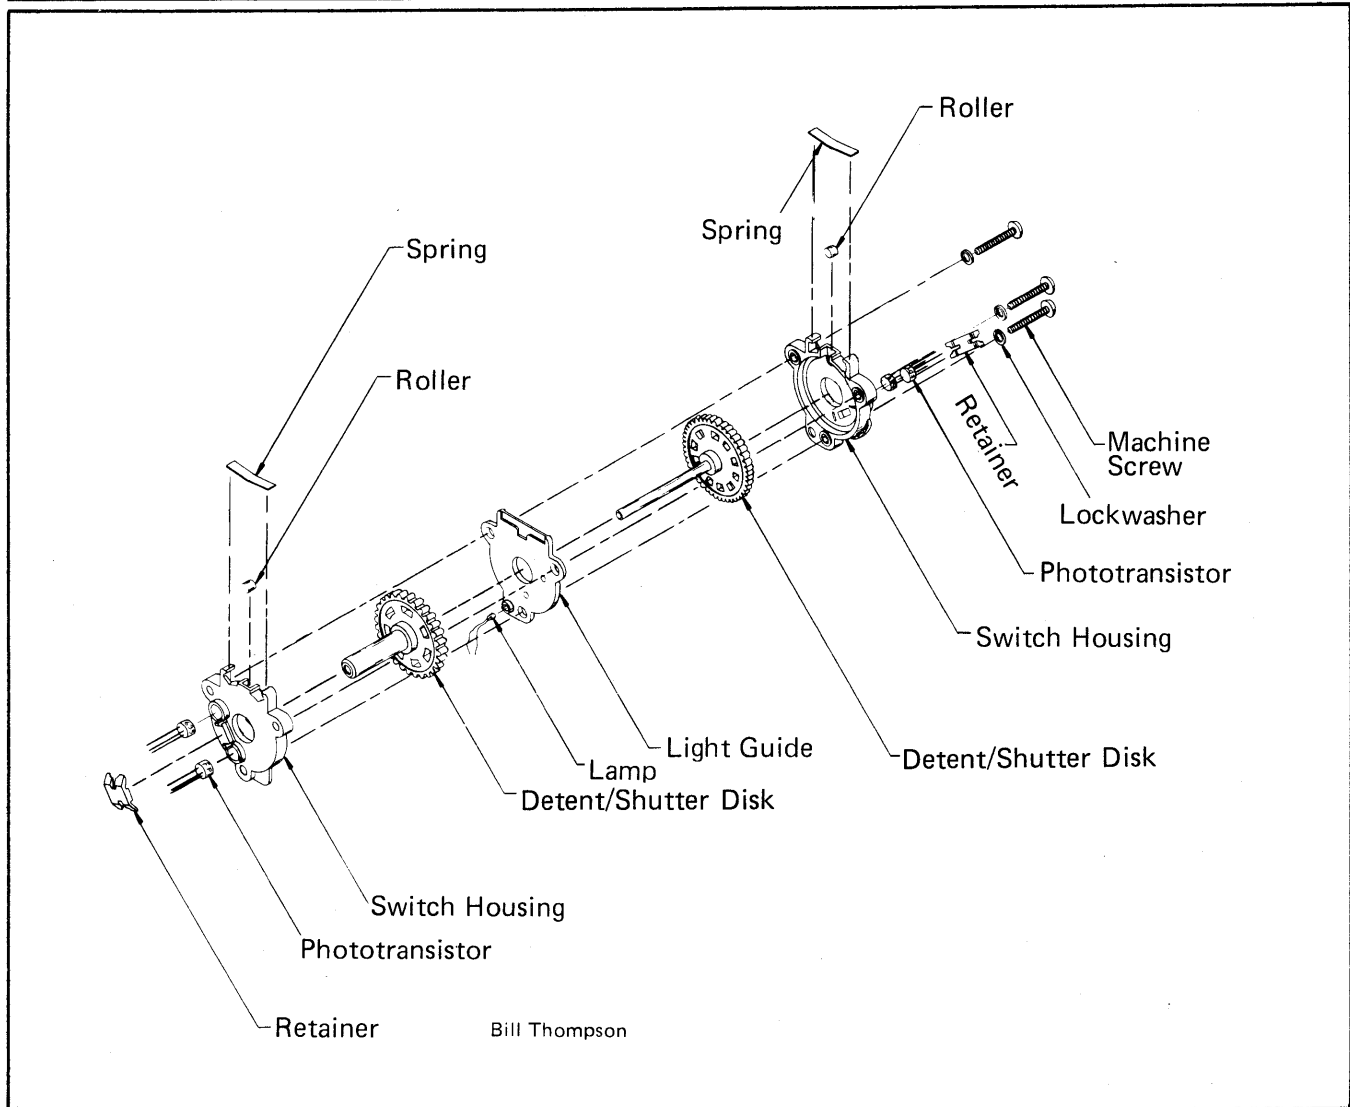 Roller
Spring
Spring
Roller
Retainer
Machine
Screw
Lockwasher
Phototransistor
Switch Housing
Light Guide
Detent/Shutter Disk
Lamp
Detent/Shutter Disk
Switch Housing
Phototransistor
Retainer
Bill Thompson